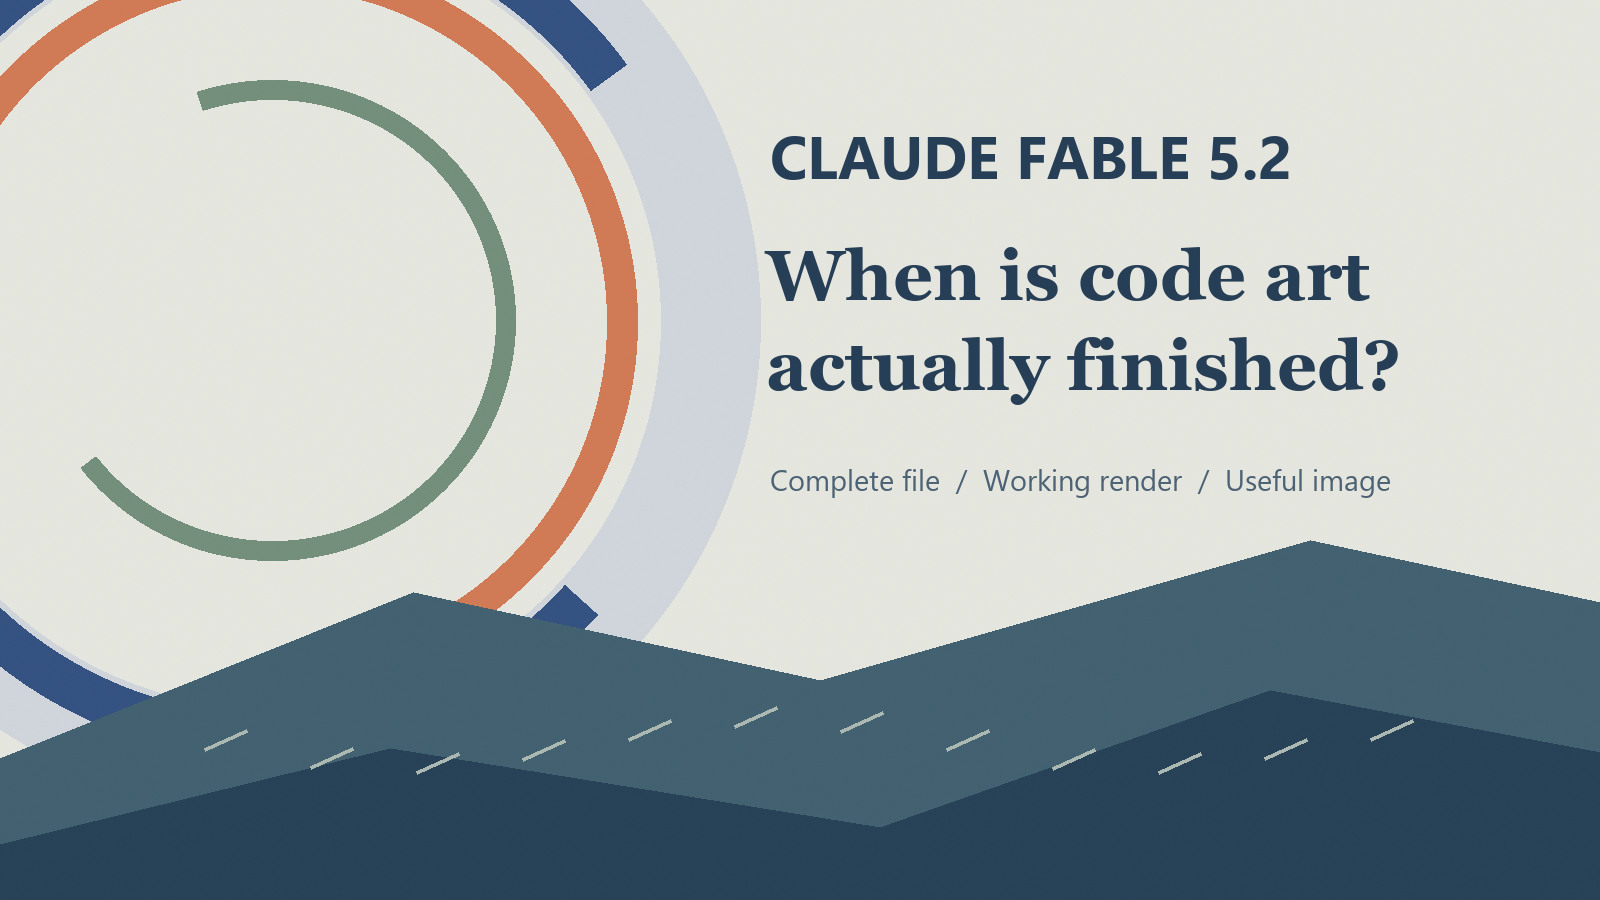 CLAUDE FABLE 5.2
When is code art
actually finished?
Complete file / Working render / Useful image